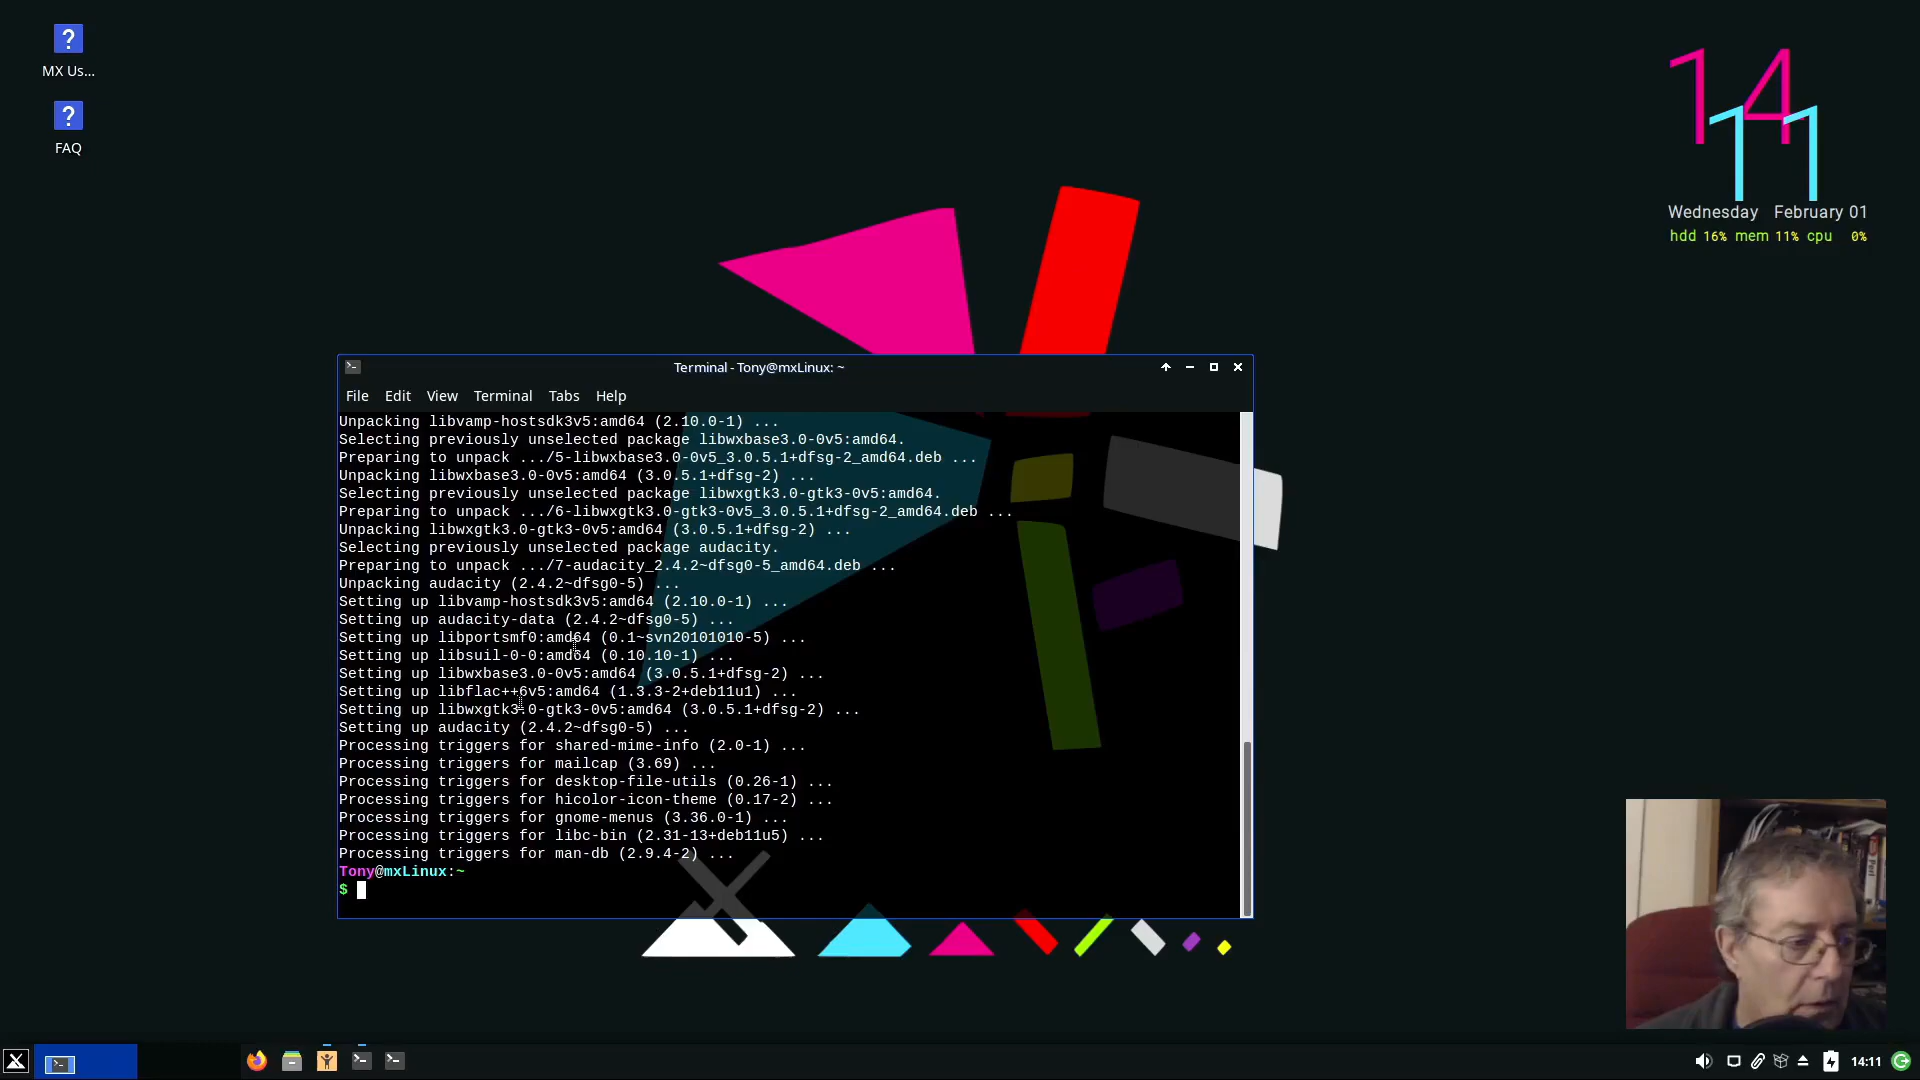 MX Us...
FAQ
14
11
Wednesday February 01
hdd 16% mem 11% cpu 0%
Terminal - Tony@mxLinux: ~
File Edit View Terminal Tabs Help
Unpacking libvamp-hostsdk3v5:amd64 (2.10.0-1) ...
Selecting previously unselected package libwxbase3.0-0v5:amd64.
Preparing to unpack .../5-libwxbase3.0-0v5_3.0.5.1+dfsg-2_amd64.deb ...
Unpacking libwxbase3.0-0v5:amd64 (3.0.5.1+dfsg-2) ...
Selecting previously unselected package libwxgtk3.0-gtk3-0v5:amd64.
Preparing to unpack .../6-libwxgtk3.0-gtk3-0v5_3.0.5.1+dfsg-2_amd64.deb ...
Unpacking libwxgtk3.0-gtk3-0v5:amd64 (3.0.5.1+dfsg-2) ...
Selecting previously unselected package audacity.
Preparing to unpack .../7-audacity_2.4.2~dfsg0-5_amd64.deb ...
Unpacking audacity (2.4.2~dfsg0-5) ...
Setting up libvamp-hostsdk3v5:amd64 (2.10.0-1) ...
Setting up audacity-data (2.4.2~dfsg0-5) ...
Setting up libportsmf0:amd64 (0.1~svn20101010-5) ...
Setting up libsuil-0-0:amd64 (0.10.10-1) ...
Setting up libwxbase3.0-0v5:amd64 (3.0.5.1+dfsg-2) ...
Setting up libflac++6v5:amd64 (1.3.3-2+deb11u1) ...
Setting up libwxgtk3.0-gtk3-0v5:amd64 (3.0.5.1+dfsg-2) ...
Setting up audacity (2.4.2~dfsg0-5) ...
Processing triggers for shared-mime-info (2.0-1) ...
Processing triggers for mailcap (3.69) ...
Processing triggers for desktop-file-utils (0.26-1) ...
Processing triggers for hicolor-icon-theme (0.17-2) ...
Processing triggers for gnome-menus (3.36.0-1) ...
Processing triggers for libc-bin (2.31-13+deb11u5) ...
Processing triggers for man-db (2.9.4-2) ...
Tony@mxLinux:~
$
14:11